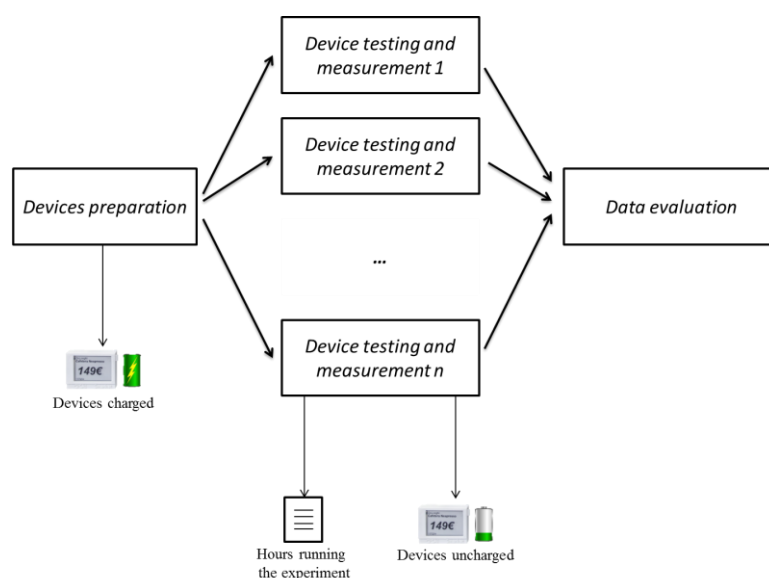 Device testing and
measurement 1
Device testing and
measurement 2
Devices preparation
Data evaluation
...
Device testing and
measurement n
149€
Devices charged
149€
Hours running
the experiment
Devices uncharged